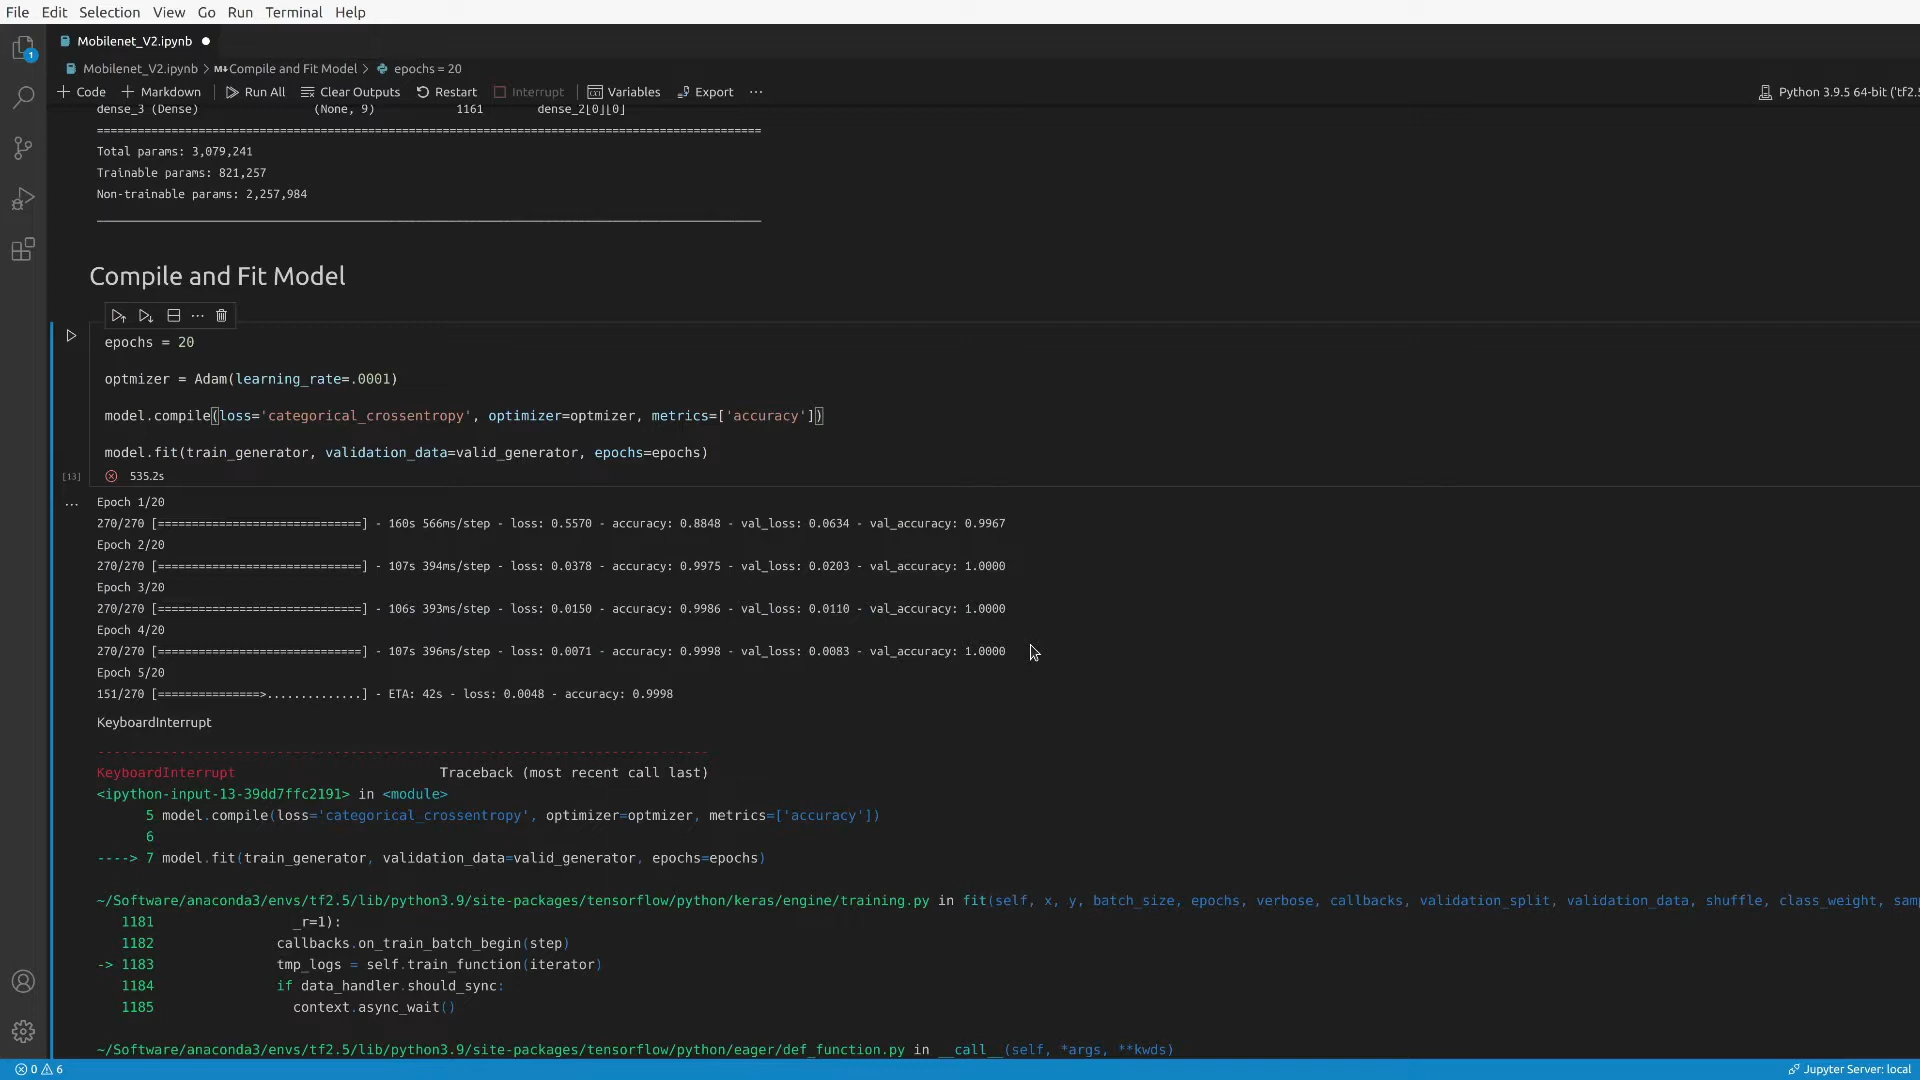 File Edit Selection View Go Run Terminal Help
Mobilenet_V2.ipynb
Mobilenet_V2.ipynb > M↓Compile and Fit Model > epochs = 20
+ Code + Markdown Run All Clear Outputs Restart Interrupt Variables Export ··· Python 3.9.5 64-bit ('tf2.5
dense_3 (Dense) (None, 9) 1161 dense_2[0][0]
==================================================================================================
Total params: 3,079,241
Trainable params: 821,257
Non-trainable params: 2,257,984
__________________________________________________________________________________________________
Compile and Fit Model
epochs = 20
optmizer = Adam(learning_rate=.0001)
model.compile(loss='categorical_crossentropy', optimizer=optmizer, metrics=['accuracy'])
model.fit(train_generator, validation_data=valid_generator, epochs=epochs)
[13] 535.2s
Epoch 1/20
270/270 [==============================] - 160s 566ms/step - loss: 0.5570 - accuracy: 0.8848 - val_loss: 0.0634 - val_accuracy: 0.9967
Epoch 2/20
270/270 [==============================] - 107s 394ms/step - loss: 0.0378 - accuracy: 0.9975 - val_loss: 0.0203 - val_accuracy: 1.0000
Epoch 3/20
270/270 [==============================] - 106s 393ms/step - loss: 0.0150 - accuracy: 0.9986 - val_loss: 0.0110 - val_accuracy: 1.0000
Epoch 4/20
270/270 [==============================] - 107s 396ms/step - loss: 0.0071 - accuracy: 0.9998 - val_loss: 0.0083 - val_accuracy: 1.0000
Epoch 5/20
151/270 [===============>..............] - ETA: 42s - loss: 0.0048 - accuracy: 0.9998
KeyboardInterrupt
---------------------------------------------------------------------------
KeyboardInterrupt Traceback (most recent call last)
<ipython-input-13-39dd7ffc2191> in <module>
5 model.compile(loss='categorical_crossentropy', optimizer=optmizer, metrics=['accuracy'])
6
----> 7 model.fit(train_generator, validation_data=valid_generator, epochs=epochs)
~/Software/anaconda3/envs/tf2.5/lib/python3.9/site-packages/tensorflow/python/keras/engine/training.py in fit(self, x, y, batch_size, epochs, verbose, callbacks, validation_split, validation_data, shuffle, class_weight, sam
1181 _r=1):
1182 callbacks.on_train_batch_begin(step)
-> 1183 tmp_logs = self.train_function(iterator)
1184 if data_handler.should_sync:
1185 context.async_wait()
~/Software/anaconda3/envs/tf2.5/lib/python3.9/site-packages/tensorflow/python/eager/def_function.py in __call__(self, *args, **kwds)
0 6 Jupyter Server: local